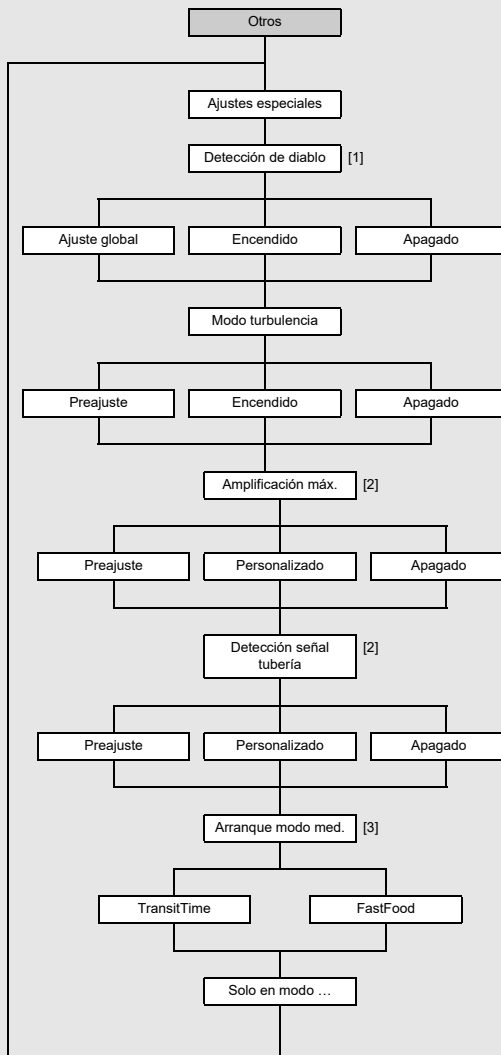 Otros
Ajustes especiales
Detección de diablo [1]
Ajuste global Encendido Apagado
Modo turbulencia
Preajuste Encendido Apagado
Amplificación máx. [2]
Preajuste Personalizado Apagado
Detección señal [2]
tubería
Preajuste Personalizado Apagado
Arranque modo med. [3]
TransitTime FastFood
Solo en modo ...